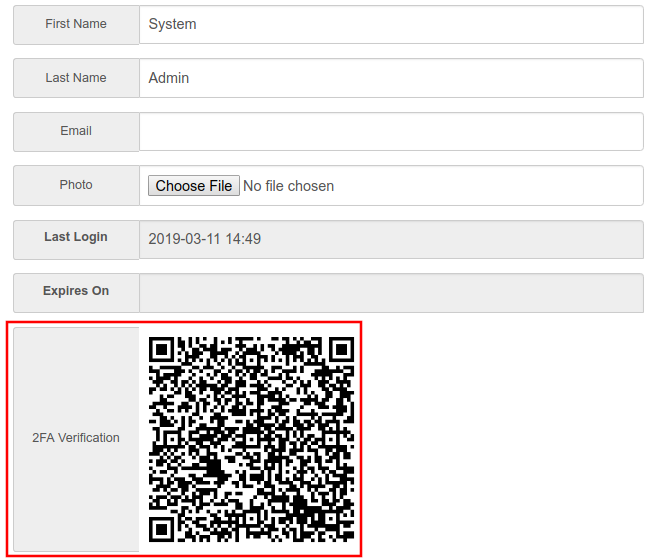 First Name System
Last Name Admin
Email
Photo Choose File No file chosen
Last Login 2019-03-11 14:49
Expires On
2FA Verification